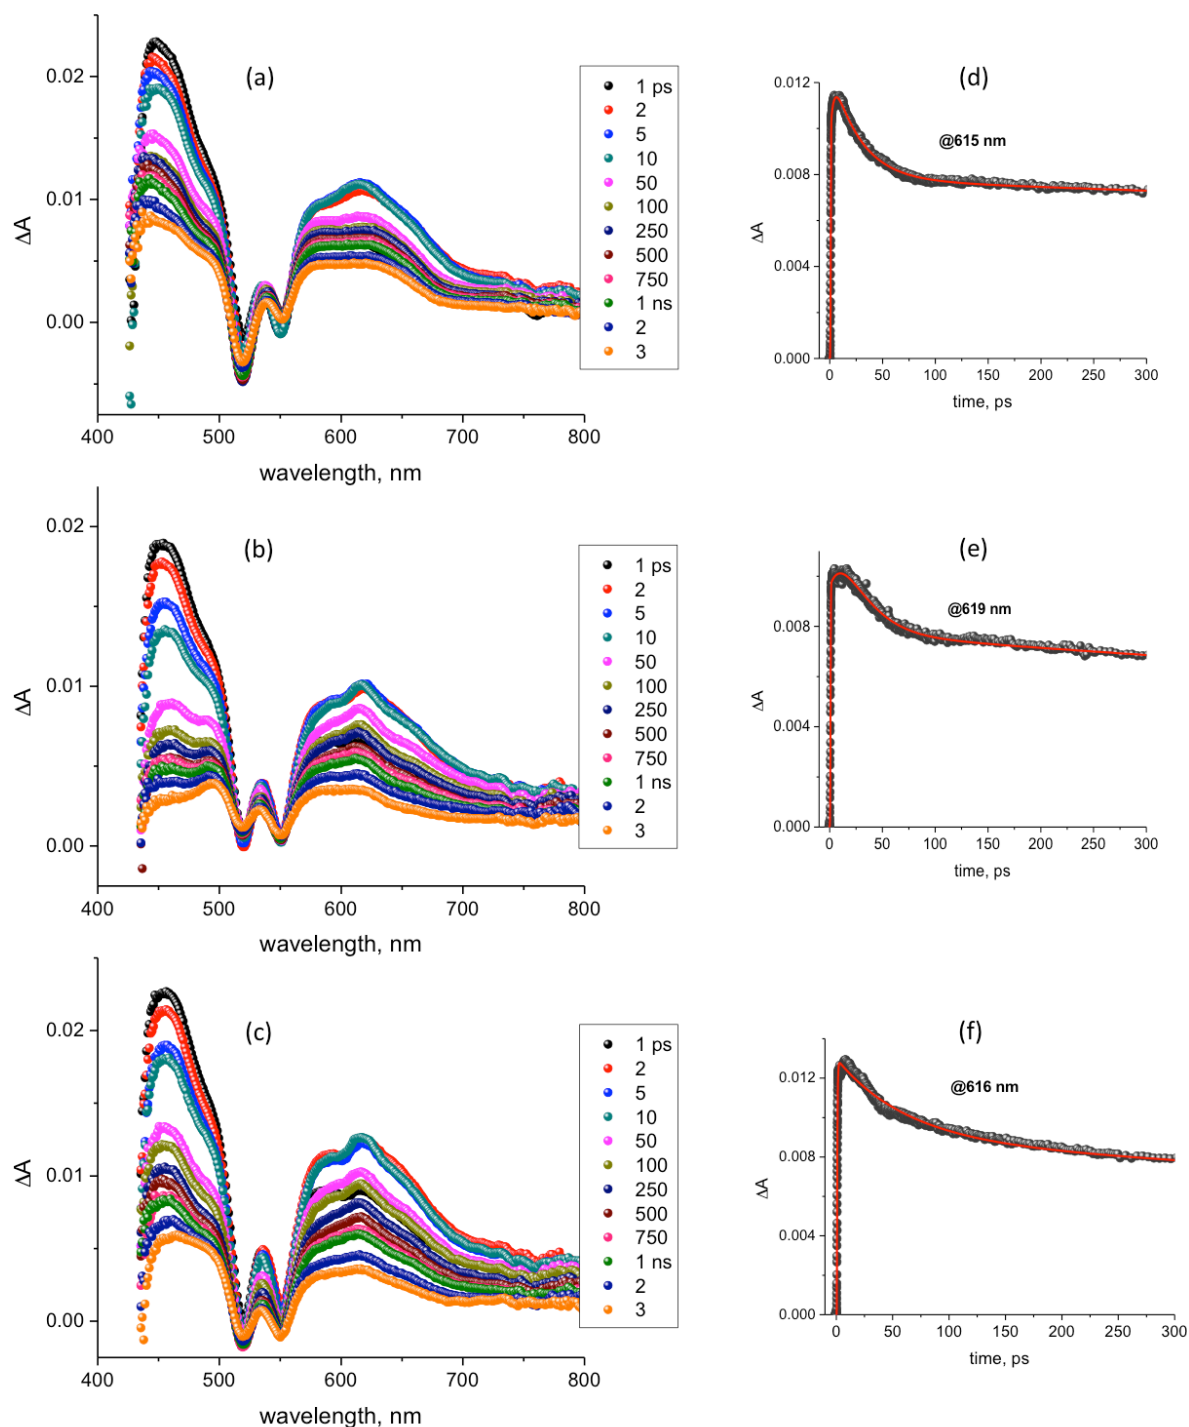 (a)
0.02
0.01
0.00
ΔA
400 500 600 700 800
wavelength, nm
1 ps
2
5
10
50
100
250
500
750
1 ns
2
3
(d)
@615 nm
0.012
0.008
0.004
0.000
ΔA
0 50 100 150 200 250 300
time, ps
(b)
0.02
0.01
0.00
ΔA
400 500 600 700 800
wavelength, nm
1 ps
2
5
10
50
100
250
500
750
1 ns
2
3
(e)
@619 nm
0.008
0.004
0.000
ΔA
0 50 100 150 200 250 300
time, ps
(c)
0.02
0.01
0.00
ΔA
400 500 600 700 800
wavelength, nm
1 ps
2
5
10
50
100
250
500
750
1 ns
2
3
(f)
@616 nm
0.012
0.008
0.004
0.000
ΔA
0 50 100 150 200 250 300
time, ps